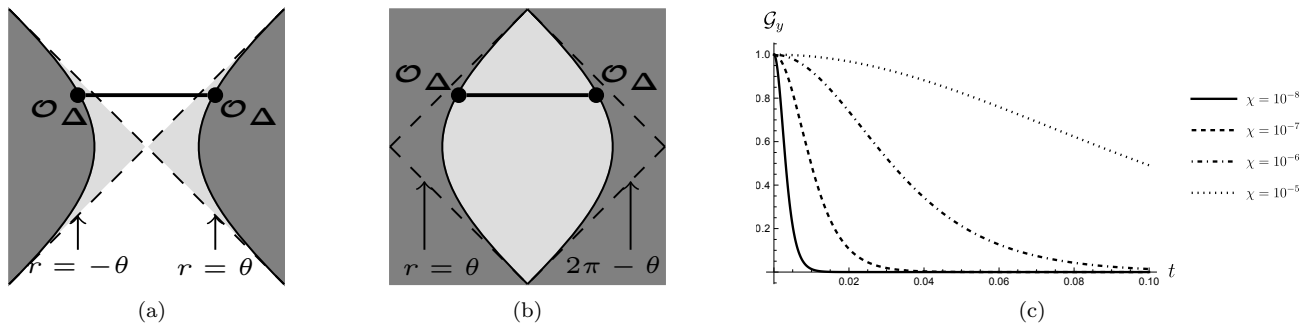 𝒪_Δ 𝒪_Δ
r = −θ r = θ
(a)
𝒪_Δ 𝒪_Δ
r = θ 2π − θ
(b)
𝒢_y
1.0
0.8
0.6
0.4
0.2
0.02 0.04 0.06 0.08 0.10 t
χ = 10⁻⁸
χ = 10⁻⁷
χ = 10⁻⁶
χ = 10⁻⁵
(c)